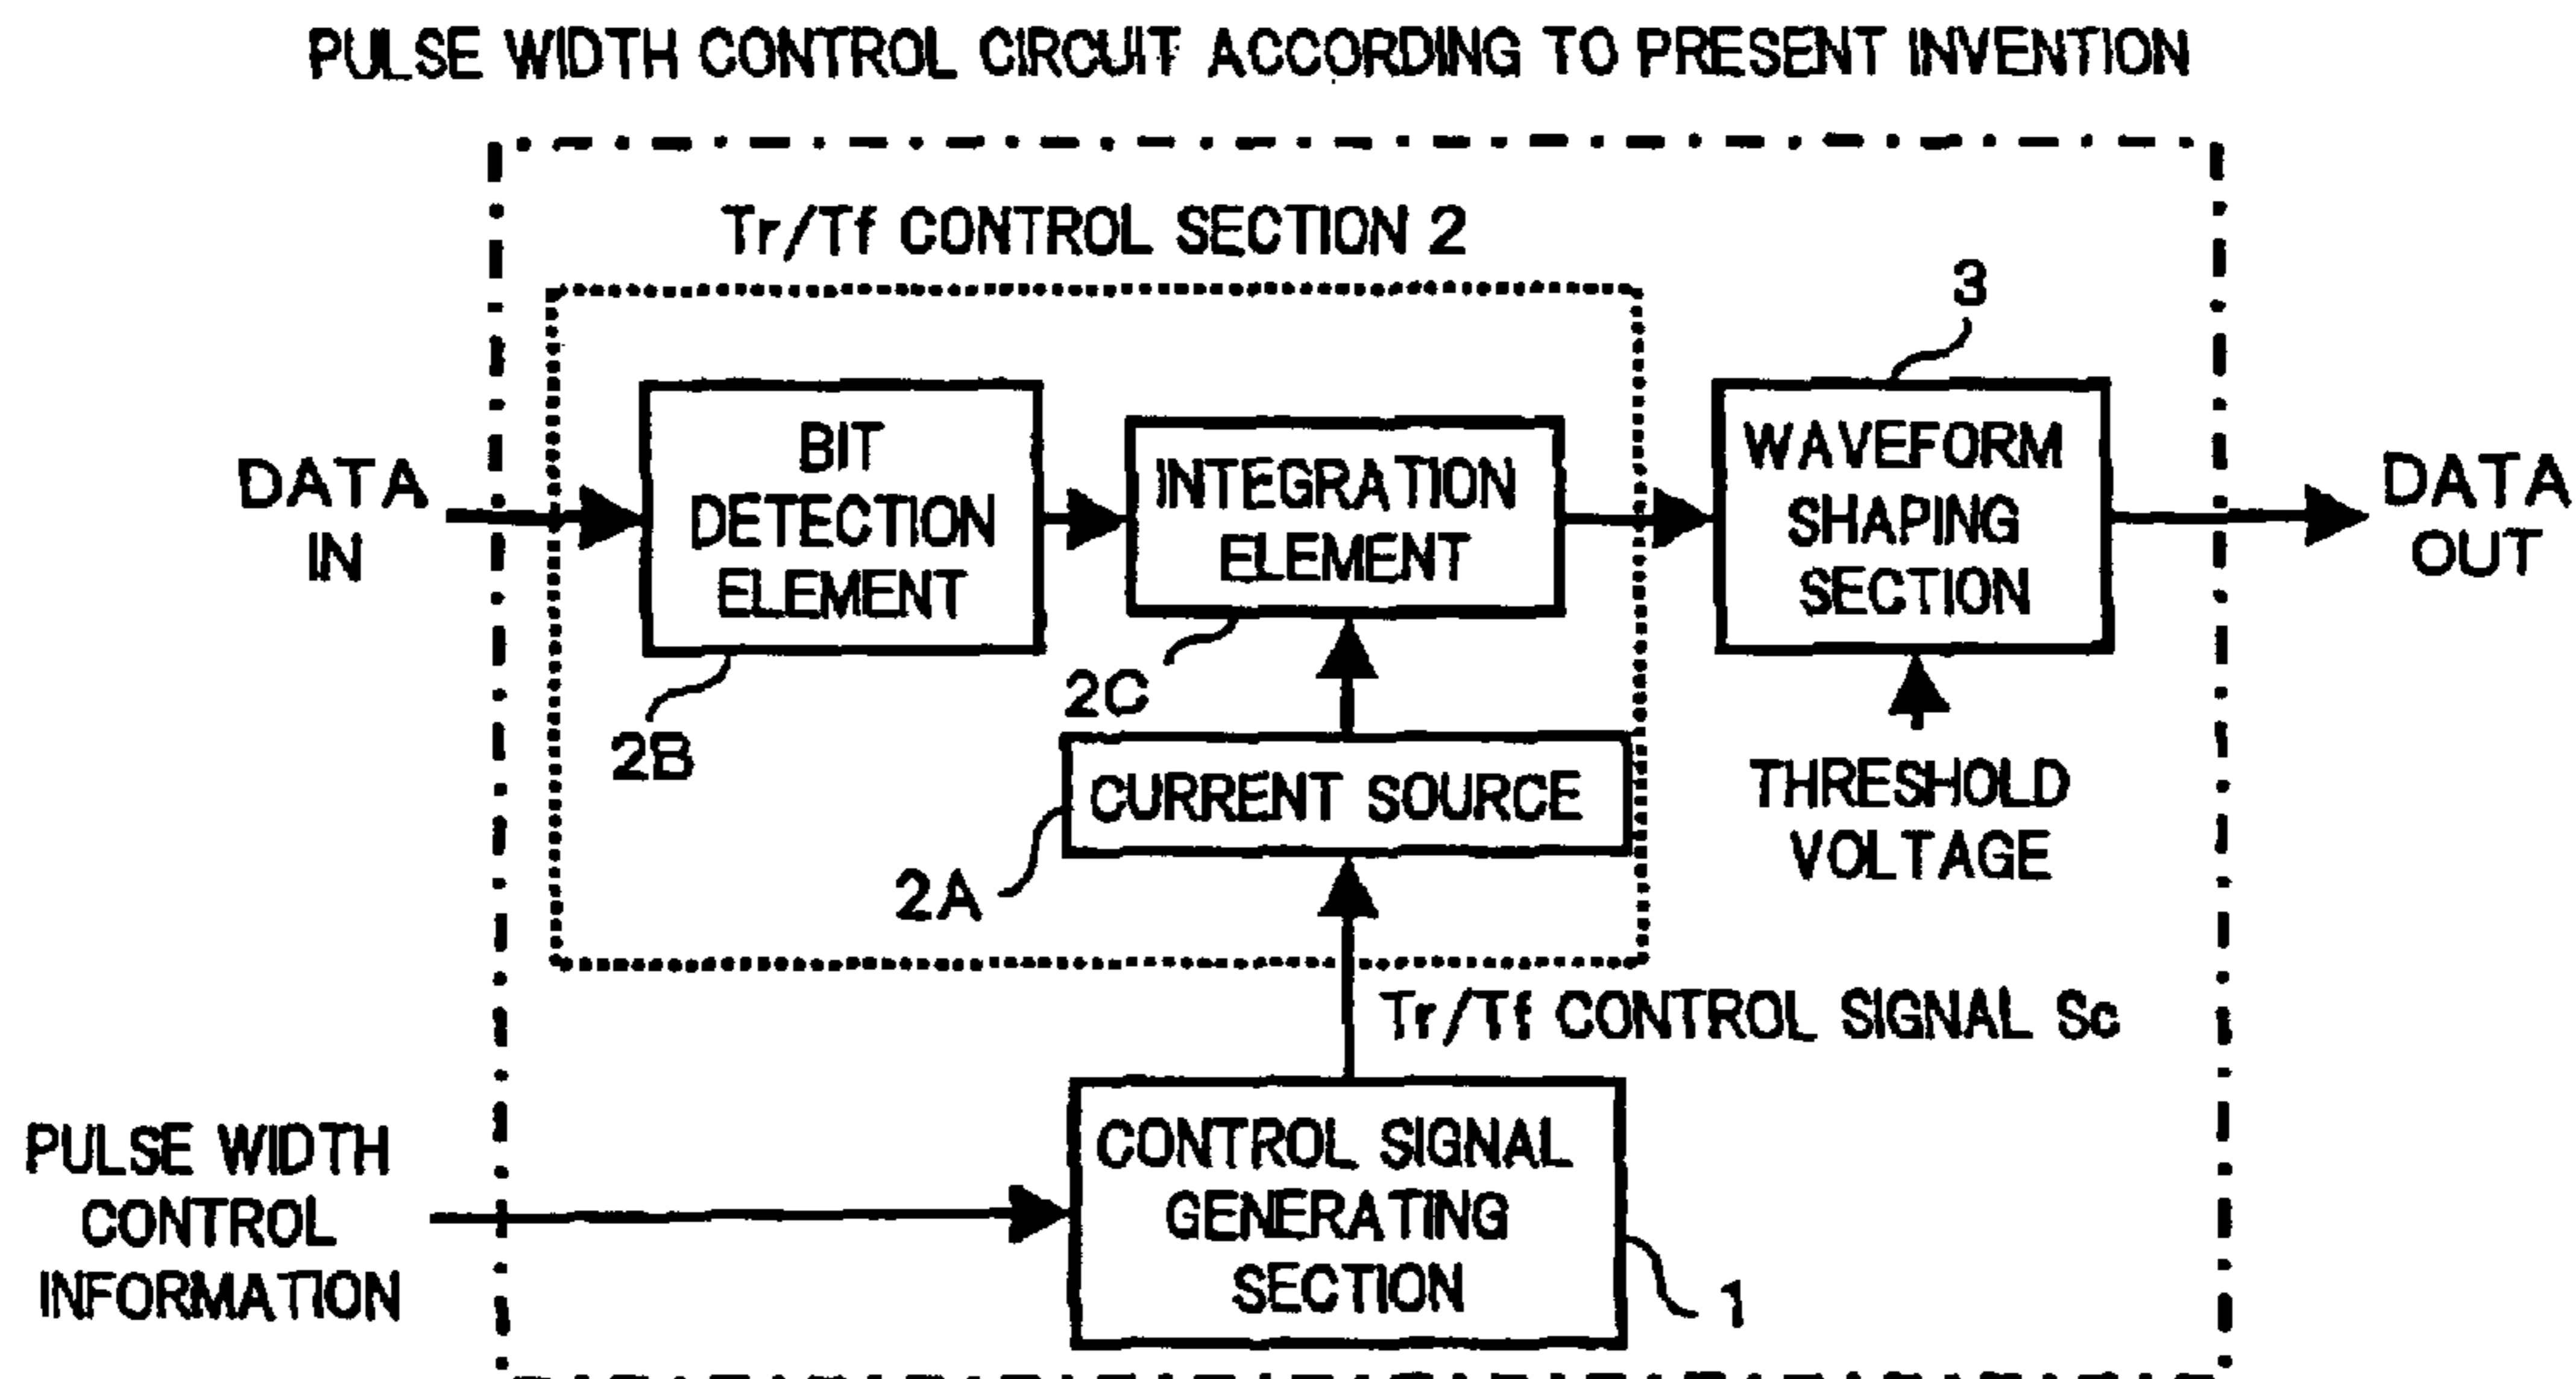 PULSE WIDTH CONTROL CIRCUIT ACCORDING TO PRESENT INVENTION
Tr/Tf CONTROL SECTION 2
3
DATA
IN
BIT
DETECTION
ELEMENT
2B
INTEGRATION
ELEMENT
2C
WAVEFORM
SHAPING
SECTION
DATA
OUT
THRESHOLD
VOLTAGE
CURRENT SOURCE
2A
Tr/Tf CONTROL SIGNAL Sc
PULSE WIDTH
CONTROL
INFORMATION
CONTROL SIGNAL
GENERATING
SECTION
1